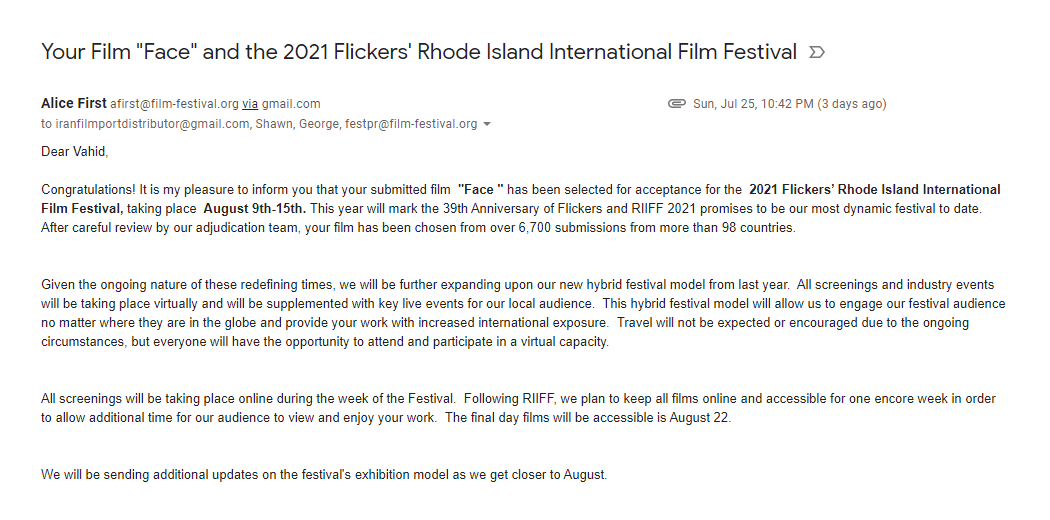 Your Film "Face" and the 2021 Flickers' Rhode Island International Film Festival
Alice First afirst@film-festival.org via gmail.com
Sun, Jul 25, 10:42 PM (3 days ago)
to iranfilmportdistributor@gmail.com, Shawn, George, festpr@film-festival.org
Dear Vahid,
Congratulations! It is my pleasure to inform you that your submitted film "Face " has been selected for acceptance for the 2021 Flickers’ Rhode Island International
Film Festival, taking place August 9th-15th. This year will mark the 39th Anniversary of Flickers and RIIFF 2021 promises to be our most dynamic festival to date.
After careful review by our adjudication team, your film has been chosen from over 6,700 submissions from more than 98 countries.
Given the ongoing nature of these redefining times, we will be further expanding upon our new hybrid festival model from last year. All screenings and industry events
will be taking place virtually and will be supplemented with key live events for our local audience. This hybrid festival model will allow us to engage our festival audience
no matter where they are in the globe and provide your work with increased international exposure. Travel will not be expected or encouraged due to the ongoing
circumstances, but everyone will have the opportunity to attend and participate in a virtual capacity.
All screenings will be taking place online during the week of the Festival. Following RIIFF, we plan to keep all films online and accessible for one encore week in order
to allow additional time for our audience to view and enjoy your work. The final day films will be accessible is August 22.
We will be sending additional updates on the festival's exhibition model as we get closer to August.